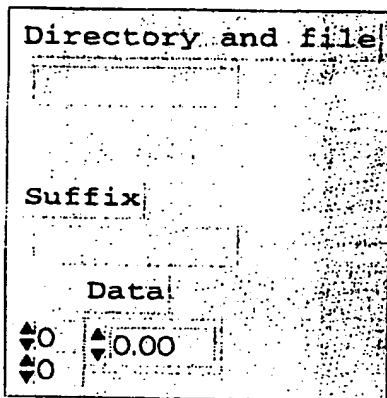 Directory and file
Suffix
Data
0 0.00
0